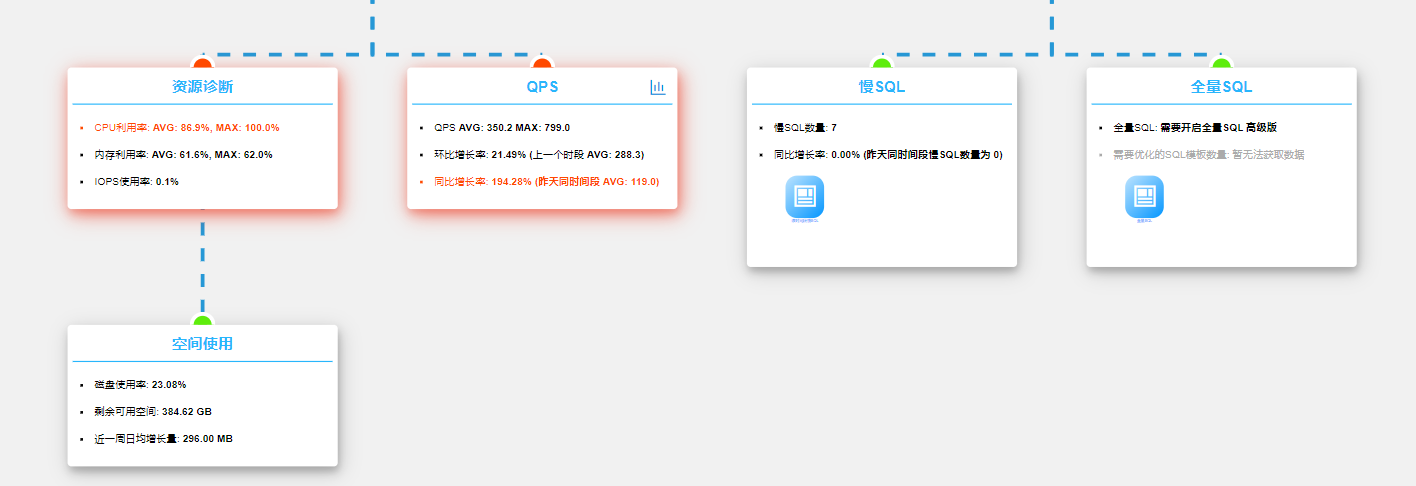 资源诊断
CPU利用率: AVG: 86.9%, MAX: 100.0%
内存利用率: AVG: 61.6%, MAX: 62.0%
IOPS使用率: 0.1%
QPS
QPS AVG: 350.2 MAX: 799.0
环比增长率: 21.49% (上一个时段 AVG: 288.3)
同比增长率: 194.28% (昨天同时间段 AVG: 119.0)
慢SQL
慢SQL数量: 7
同比增长率: 0.00% (昨天同时间段慢SQL数量为 0)
全量SQL
全量SQL: 需要开启全量SQL 高级版
需要优化的SQL模板数量: 暂无法获取数据
空间使用
磁盘使用率: 23.08%
剩余可用空间: 384.62 GB
近一周日均增长量: 296.00 MB